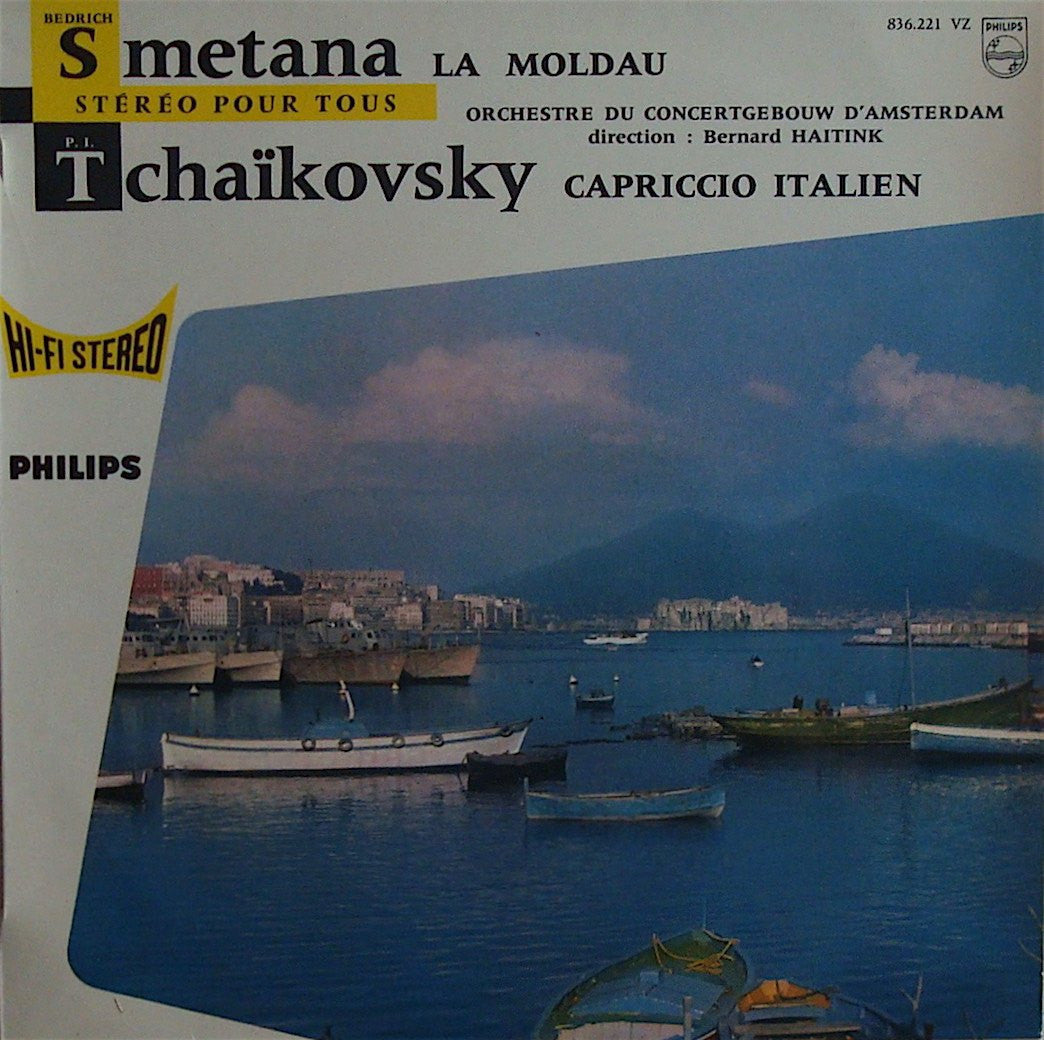 BEDRICH
Smetana LA MOLDAU
836.221 VZ
PHILIPS
STÉRÉO POUR TOUS
ORCHESTRE DU CONCERTGEBOUW D'AMSTERDAM
direction : Bernard HAITINK
P. I.
Tchaïkovsky CAPRICCIO ITALIEN
HI-FI STEREO
PHILIPS